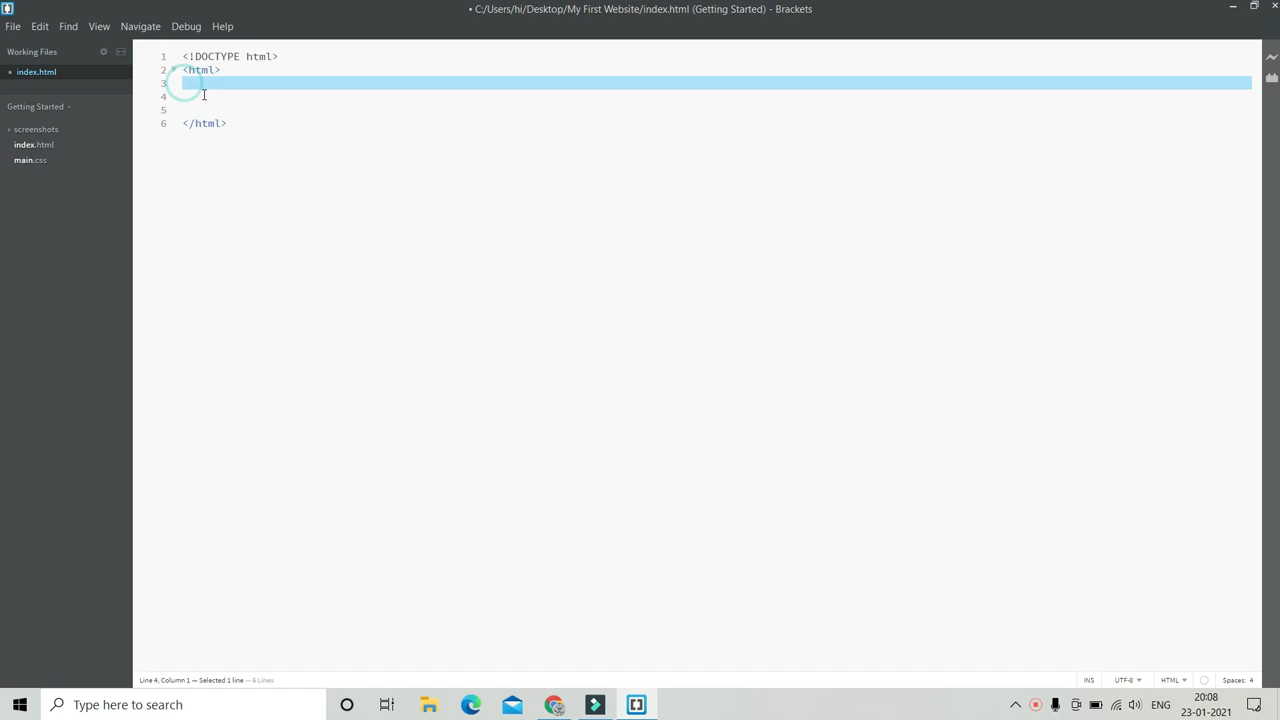 • C:/Users/hi/Desktop/My First Website/index.html (Getting Started) - Brackets
File Edit Find View Navigate Debug Help
Working Files
• index.html
Getting Started
screenshots
index.html
main.css
1 <!DOCTYPE html>
2 <html>
3
4
5
6 </html>
Line 4, Column 1 — Selected 1 line — 6 Lines
INS UTF-8 HTML Spaces: 4
Type here to search
ENG
20:08
23-01-2021